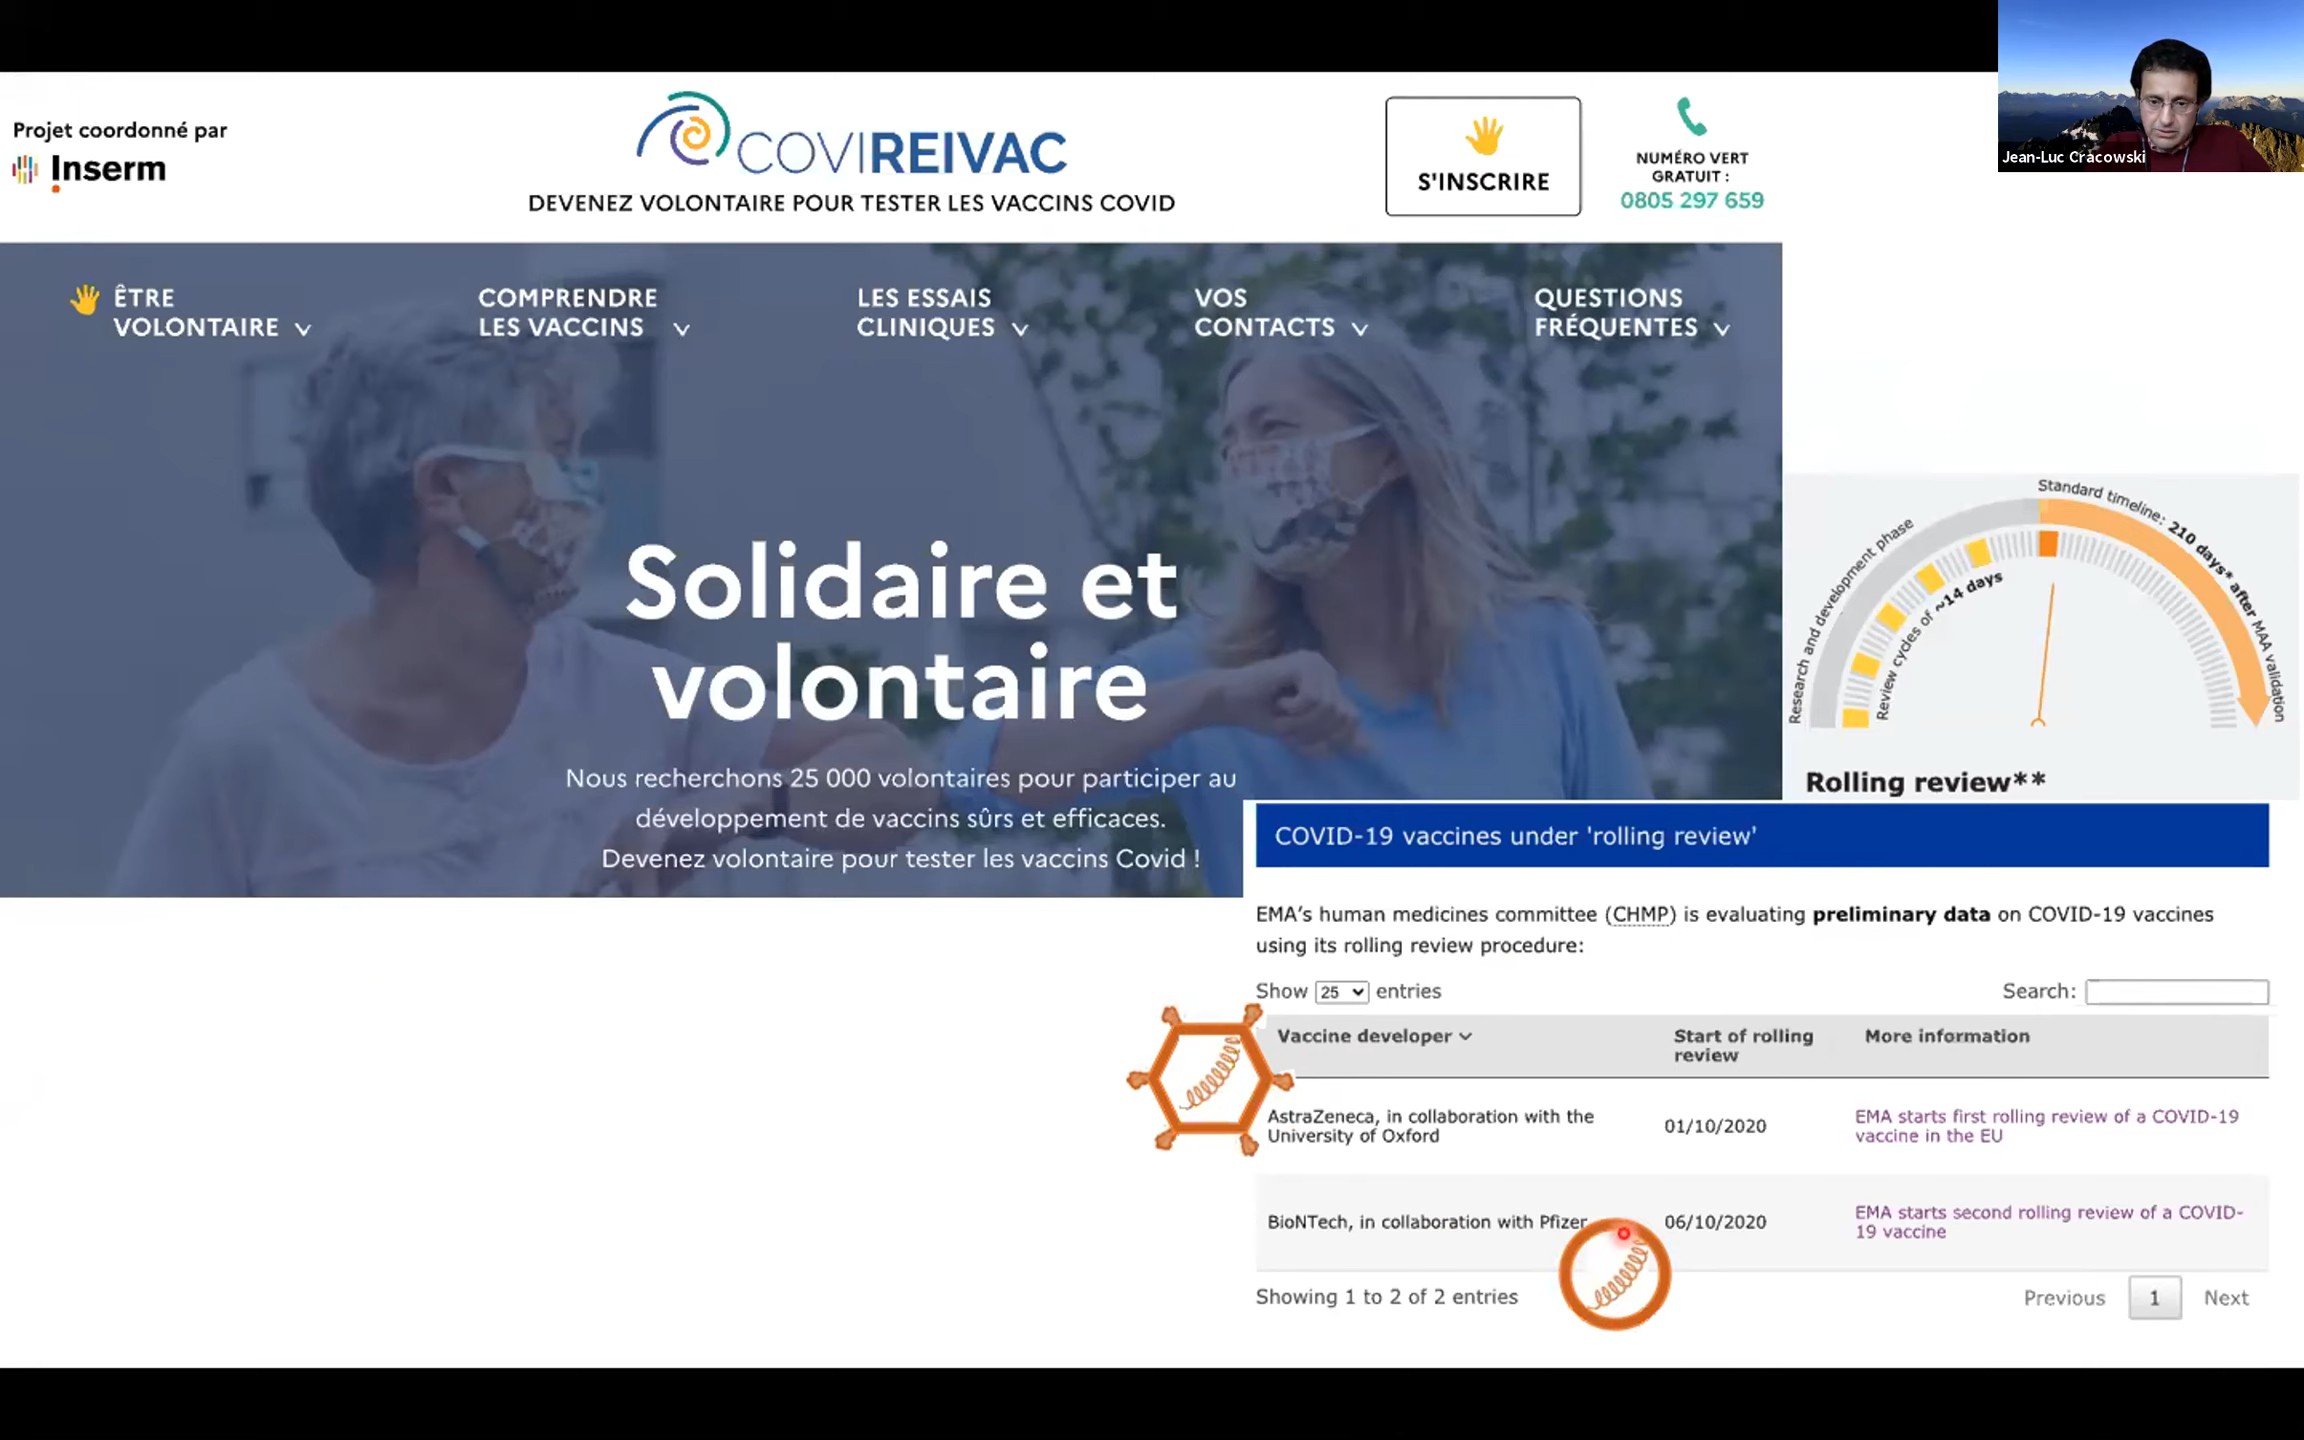 Projet coordonné par
Inserm
COVIREIVAC
DEVENEZ VOLONTAIRE POUR TESTER LES VACCINS COVID
S'INSCRIRE
NUMÉRO VERT
GRATUIT :
0805 297 659
Jean-Luc Cracowski
ÊTRE
VOLONTAIRE
COMPRENDRE
LES VACCINS
LES ESSAIS
CLINIQUES
VOS
CONTACTS
QUESTIONS
FRÉQUENTES
Solidaire et
volontaire
Nous recherchons 25 000 volontaires pour participer au
développement de vaccins sûrs et efficaces.
Devenez volontaire pour tester les vaccins Covid !
Research and development phase
Standard timeline: 210 days* after MAA validation
Review cycles of ~14 days
Rolling review**
COVID-19 vaccines under 'rolling review'
EMA's human medicines committee (CHMP) is evaluating preliminary data on COVID-19 vaccines
using its rolling review procedure:
Show 25 entries
Search:
Vaccine developer
Start of rolling
review
More information
AstraZeneca, in collaboration with the
University of Oxford
01/10/2020
EMA starts first rolling review of a COVID-19
vaccine in the EU
BioNTech, in collaboration with Pfizer
06/10/2020
EMA starts second rolling review of a COVID-
19 vaccine
Showing 1 to 2 of 2 entries
Previous 1 Next